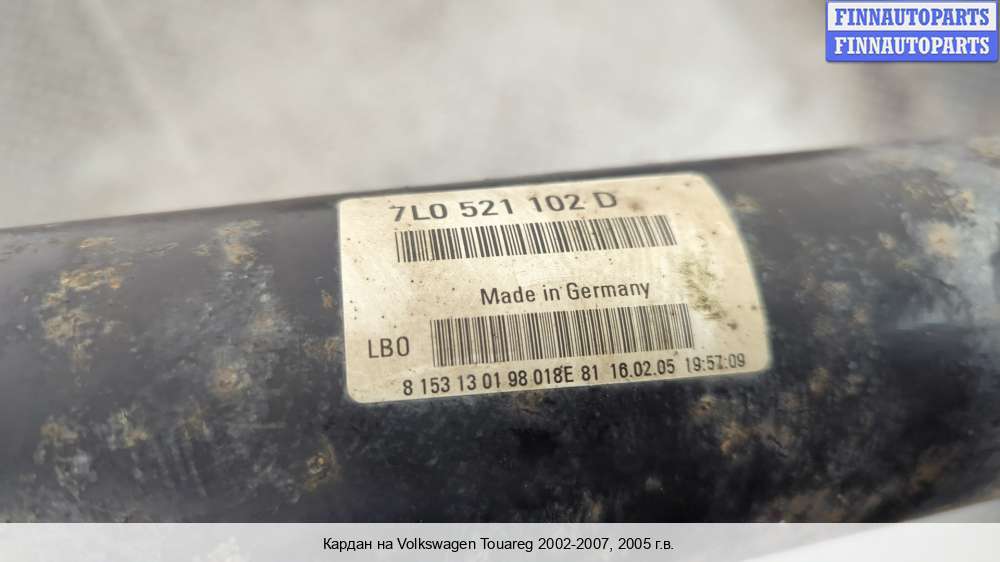 FINNAUTOPARTS
FINNAUTOPARTS
7L0 521 102 D
Made in Germany
LBO
8 153 13 01 98 018E 81 16.02.05 19:57:09
Кардан на Volkswagen Touareg 2002-2007, 2005 г.в.